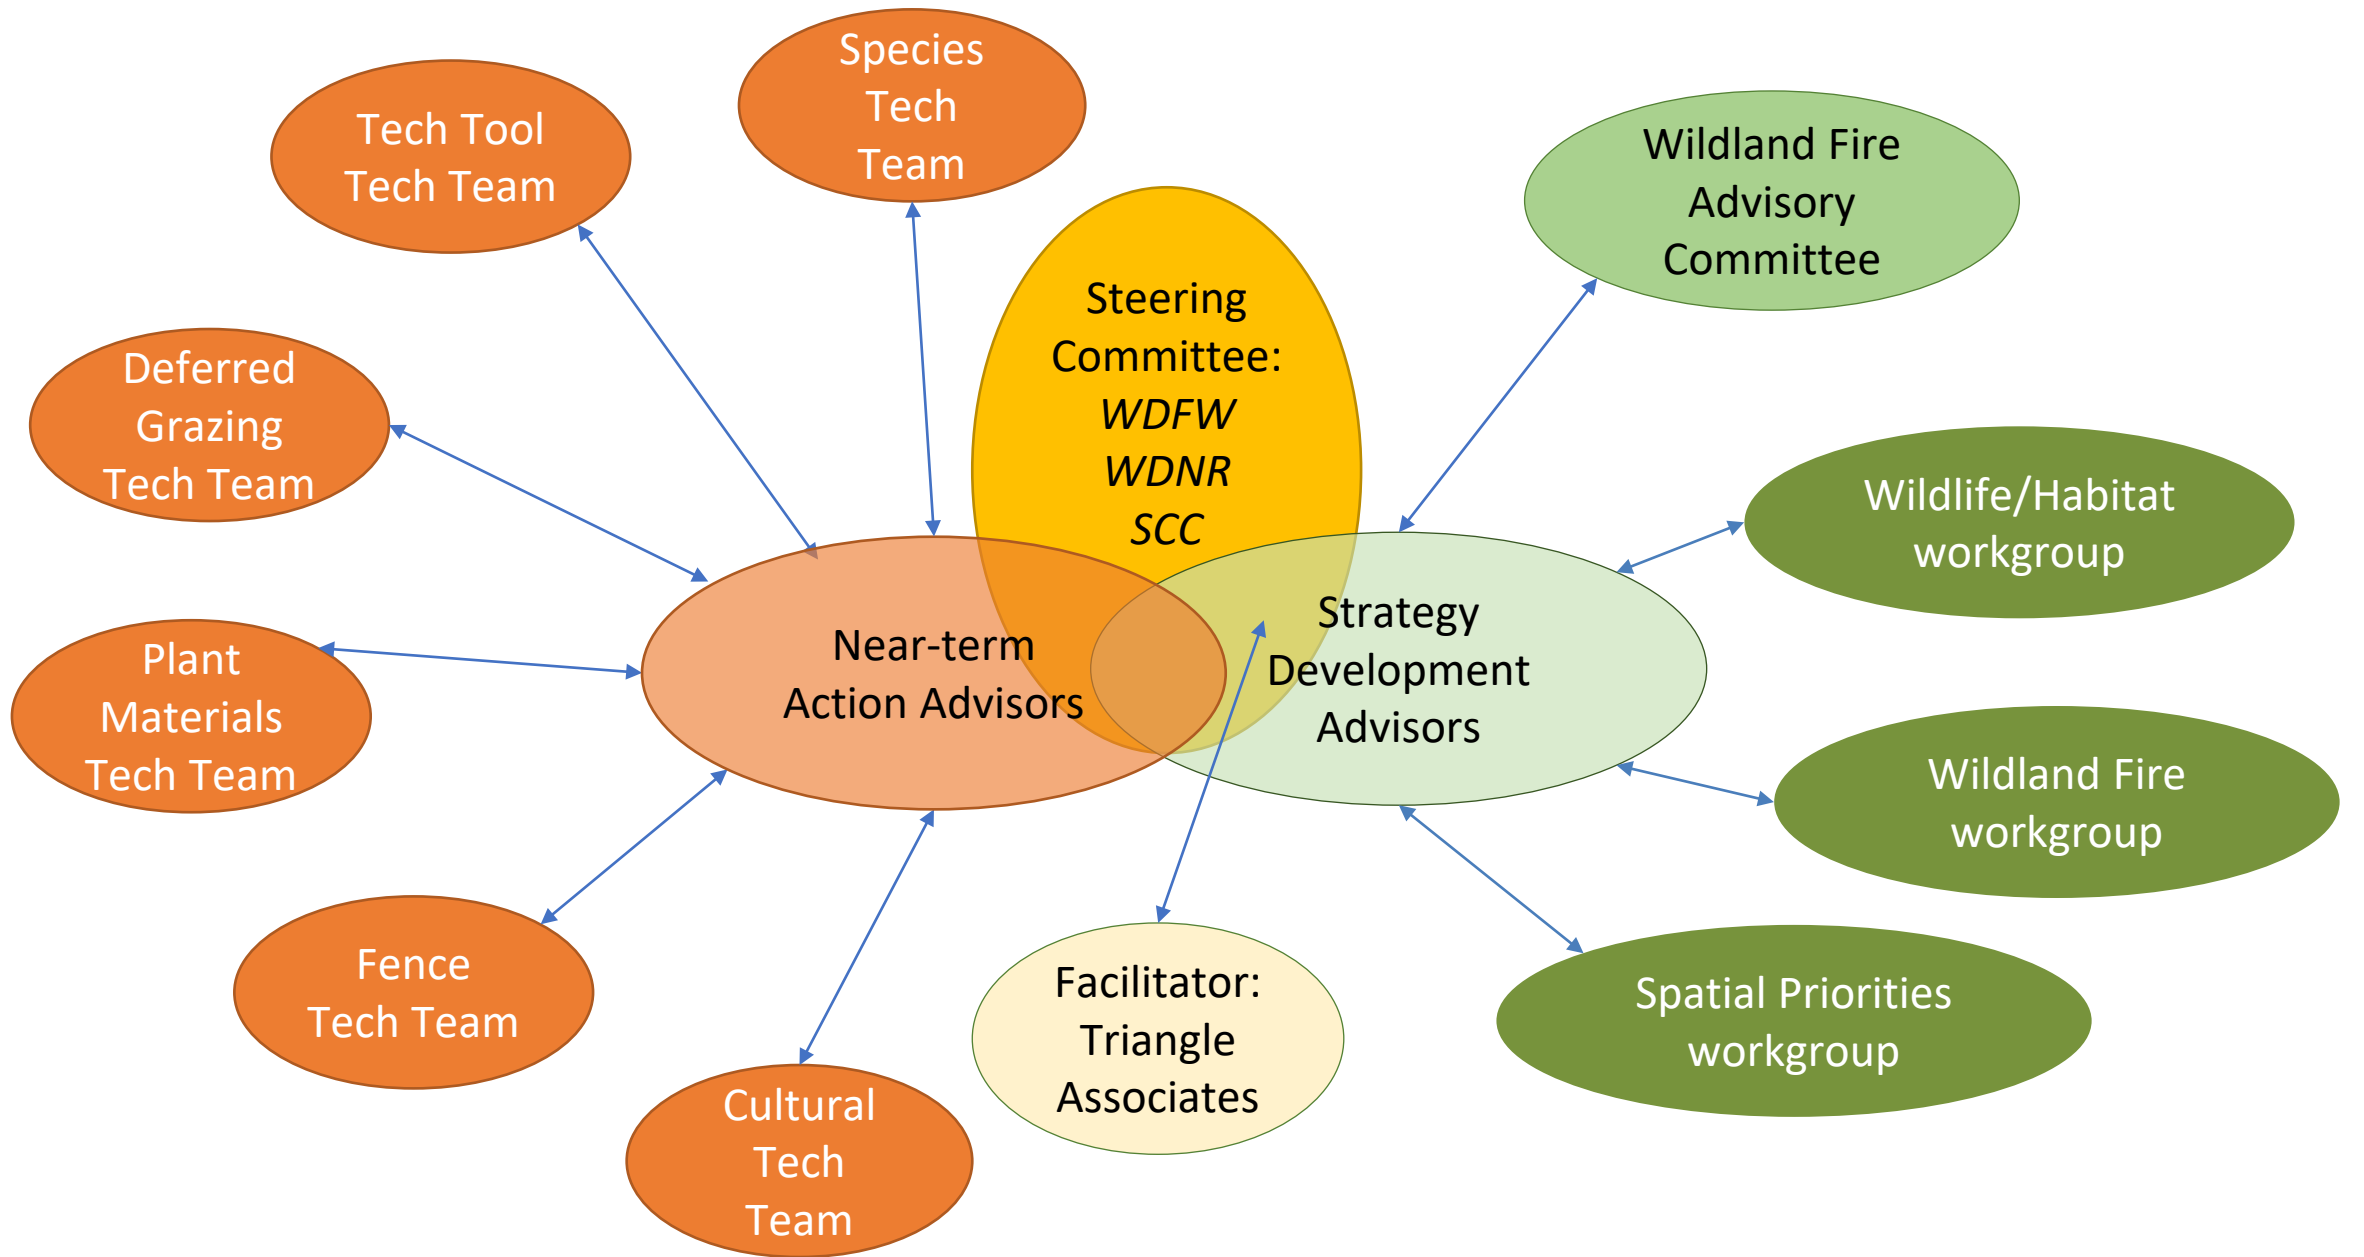 Species
Tech
Team
Tech Tool
Tech Team
Wildland Fire
Advisory
Committee
Steering
Committee:
WDFW
WDNR
SCC
Deferred
Grazing
Tech Team
Wildlife/Habitat
workgroup
Near-term
Action Advisors
Strategy
Development
Advisors
Plant
Materials
Tech Team
Wildland Fire
workgroup
Fence
Tech Team
Facilitator:
Triangle
Associates
Spatial Priorities
workgroup
Cultural
Tech
Team